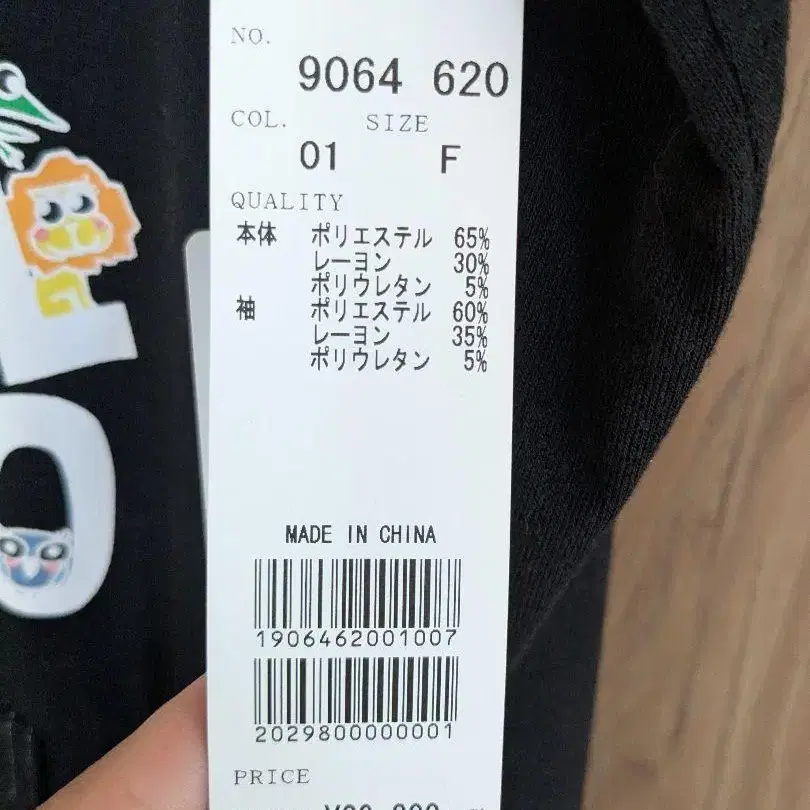 NO.
9064 620
COL. SIZE
01 F
QUALITY
本体 ポリエステル 65%
レーヨン 30%
ポリウレタン 5%
袖 ポリエステル 60%
レーヨン 35%
ポリウレタン 5%
MADE IN CHINA
1906462001007
2029800000001
PRICE